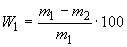 W₁ = (m₁ − m₂) / m₁ · 100